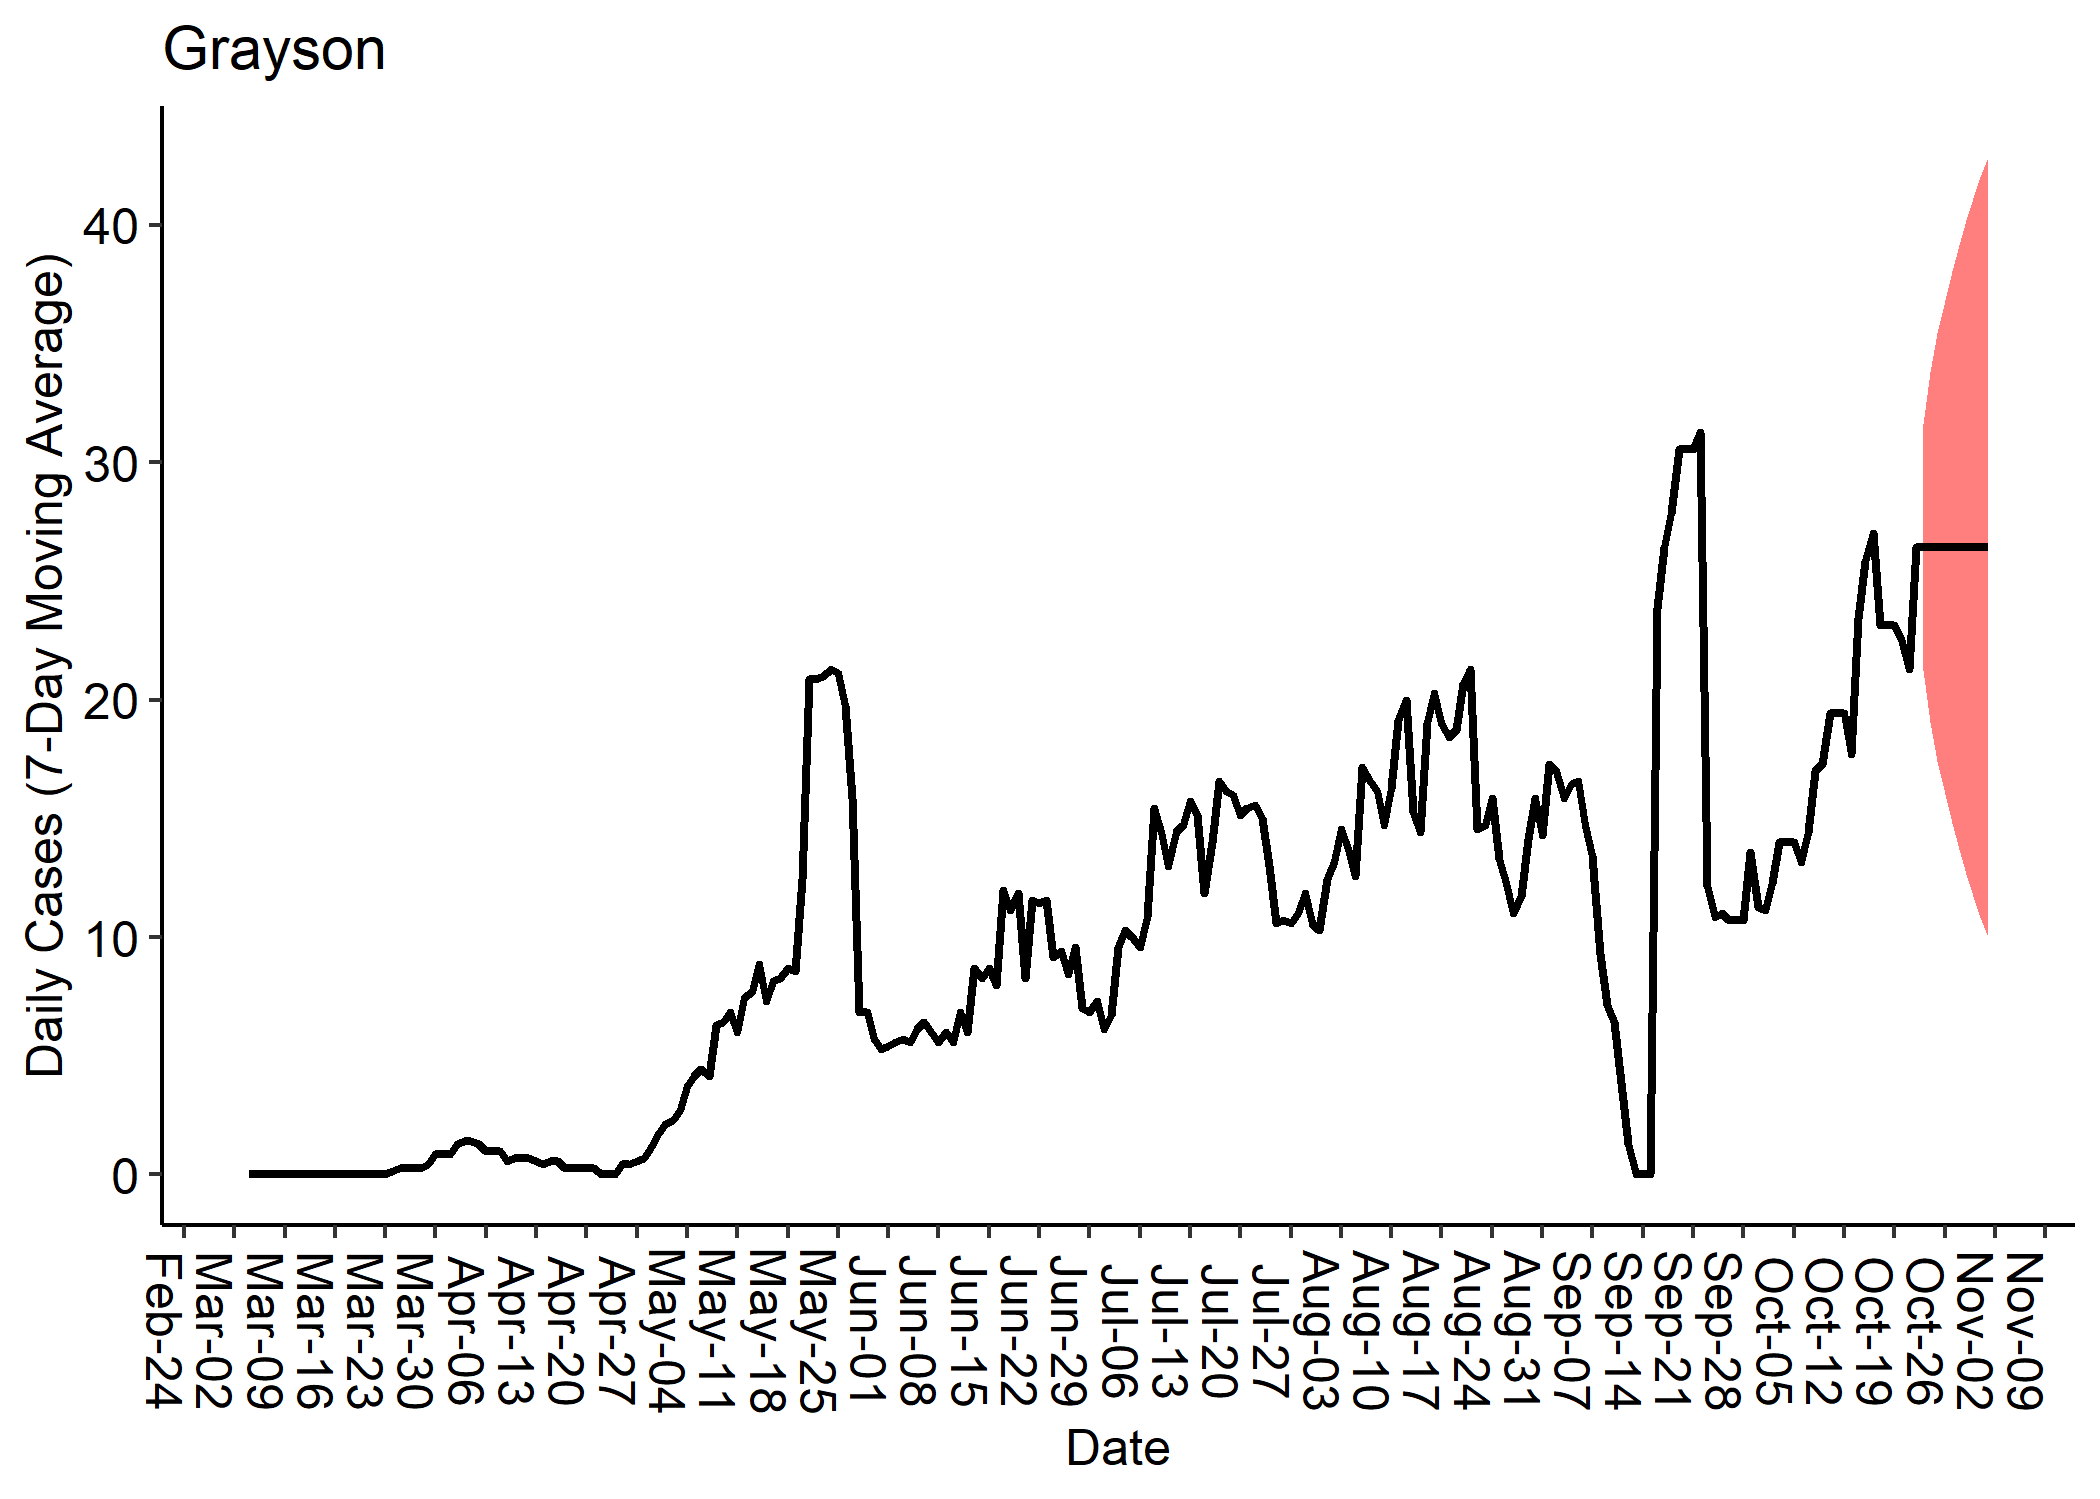 Grayson
Daily Cases (7-Day Moving Average)
40
30
20
10
0
Feb-24
Mar-02
Mar-09
Mar-16
Mar-23
Mar-30
Apr-06
Apr-13
Apr-20
Apr-27
May-04
May-11
May-18
May-25
Jun-01
Jun-08
Jun-15
Jun-22
Jun-29
Jul-06
Jul-13
Jul-20
Jul-27
Aug-03
Aug-10
Aug-17
Aug-24
Aug-31
Sep-07
Sep-14
Sep-21
Sep-28
Oct-05
Oct-12
Oct-19
Oct-26
Nov-02
Nov-09
Date